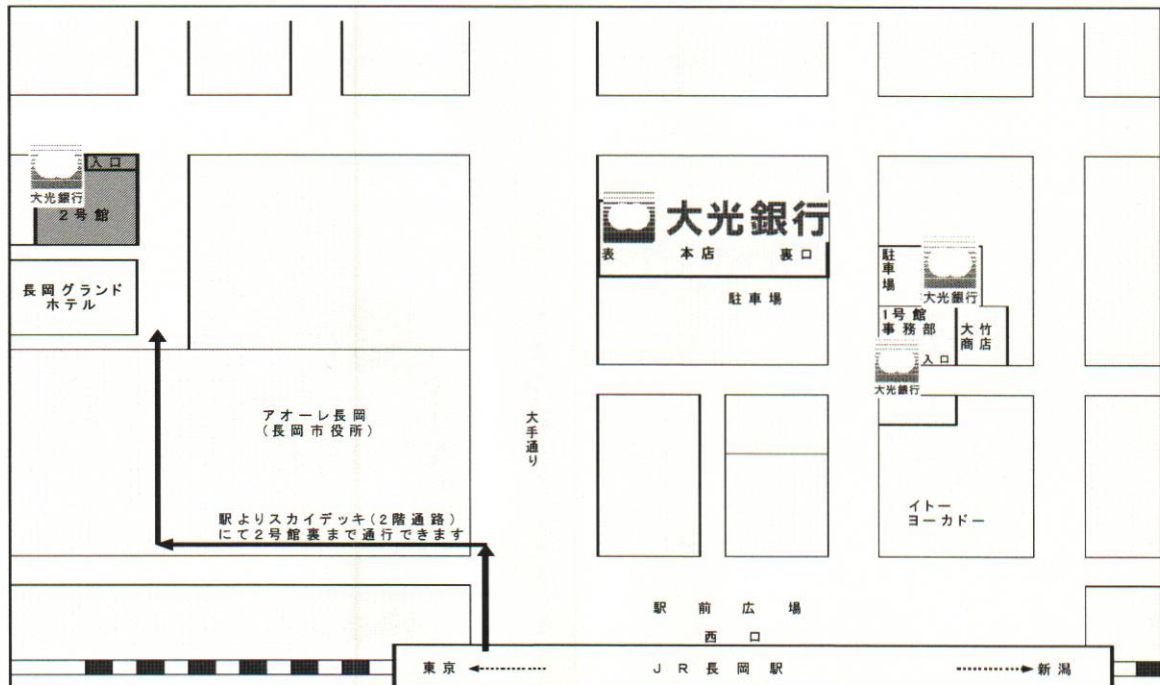 入口
大光銀行
2号館
長岡グランド
ホテル
大光銀行
表
本店
裏口
駐車場
駐車場
大光銀行
1号館
事務部
大竹
商店
入口
大光銀行
アオーレ長岡
(長岡市役所)
大手通り
イトー
ヨーカドー
駅よりスカイデッキ(2階通路)
にて2号館裏まで通行できます
駅前広場
西口
東京
JR長岡駅
新潟